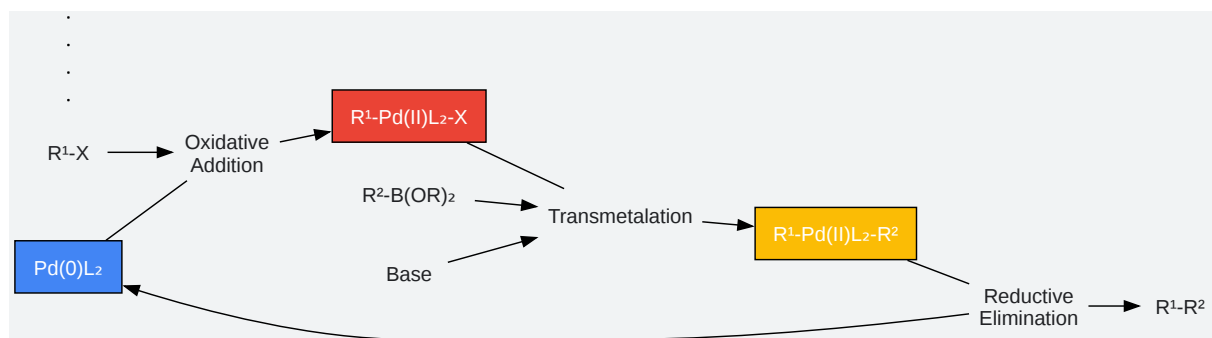 R¹-Pd(II)L₂-X
Oxidative
Addition
R¹-X
R²-B(OR)₂
Transmetalation
R¹-Pd(II)L₂-R²
Pd(0)L₂
Base
Reductive
Elimination
R¹-R²